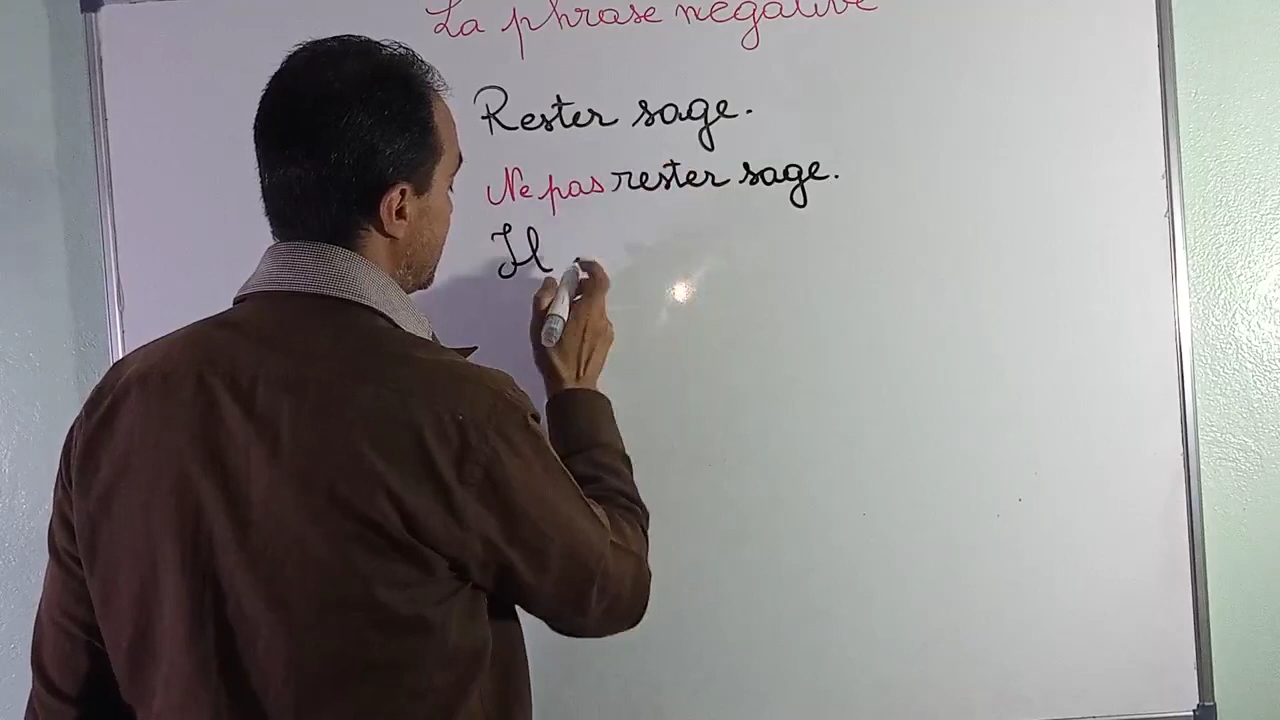 La phrase négative
Rester sage.
Ne pas rester sage.
Il